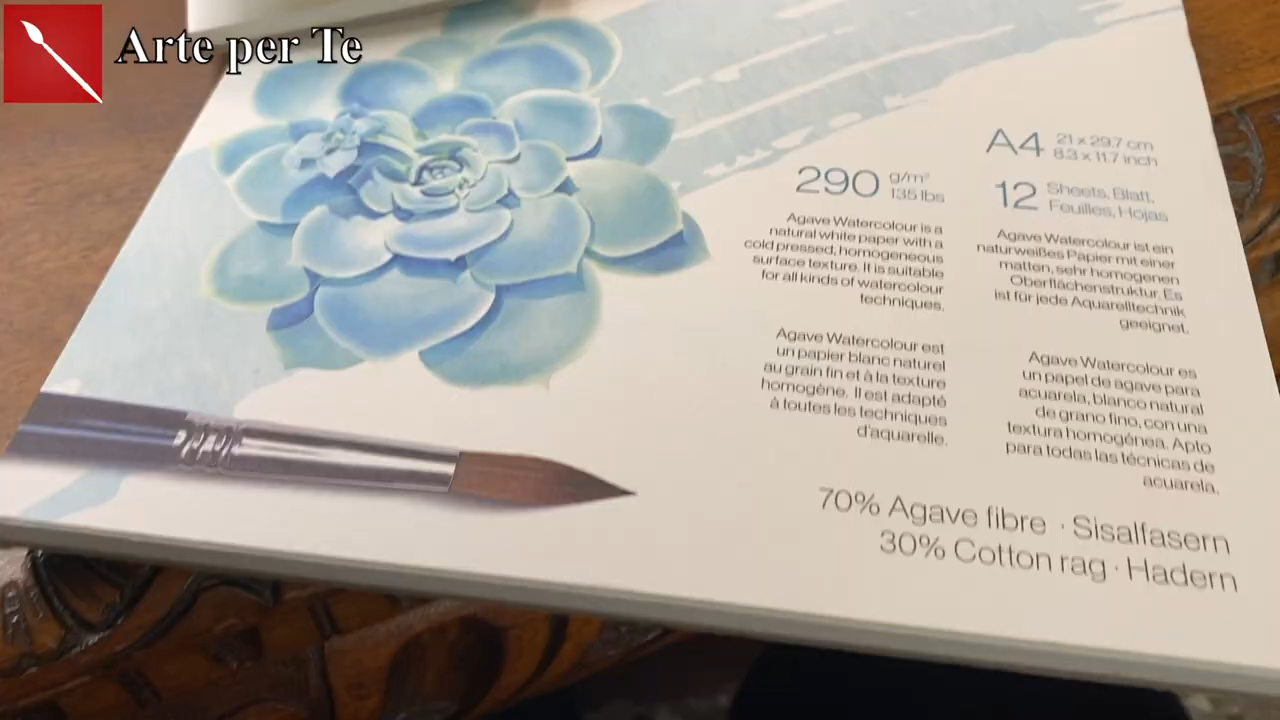 Arte per Te
A4 21 x 29.7 cm
8.3 x 11.7 inch
290 g/m²
135 lbs
12 Sheets, Blatt,
Feuilles, Hojas
Agave Watercolour is a
natural white paper with a
cold pressed, homogeneous
surface texture. It is suitable
for all kinds of watercolour
techniques.
Agave Watercolour ist ein
naturweißes Papier mit einer
matten, sehr homogenen
Oberflächenstruktur. Es
ist für jede Aquarelltechnik
geeignet.
Agave Watercolour est
un papier blanc naturel
au grain fin et à la texture
homogéne. Il est adapté
à toutes les techniques
d'aquarelle.
Agave Watercolour es
un papel de agave para
acuarela, blanco natural
de grano fino, con una
textura homogénea. Apto
para todas las técnicas de
acuarela.
70% Agave fibre · Sisalfasern
30% Cotton rag · Hadern